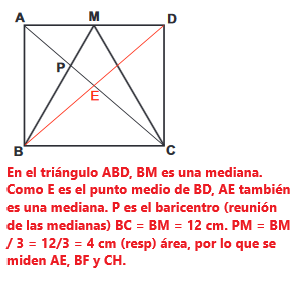 A M D
P
E
B C
En el triángulo ABD, BM es una mediana.
Como E es el punto medio de BD, AE también
es una mediana. P es el baricentro (reunión
de las medianas) BC = BM = 12 cm. PM = BM
/ 3 = 12/3 = 4 cm (resp) área, por lo que se
miden AE, BF y CH.